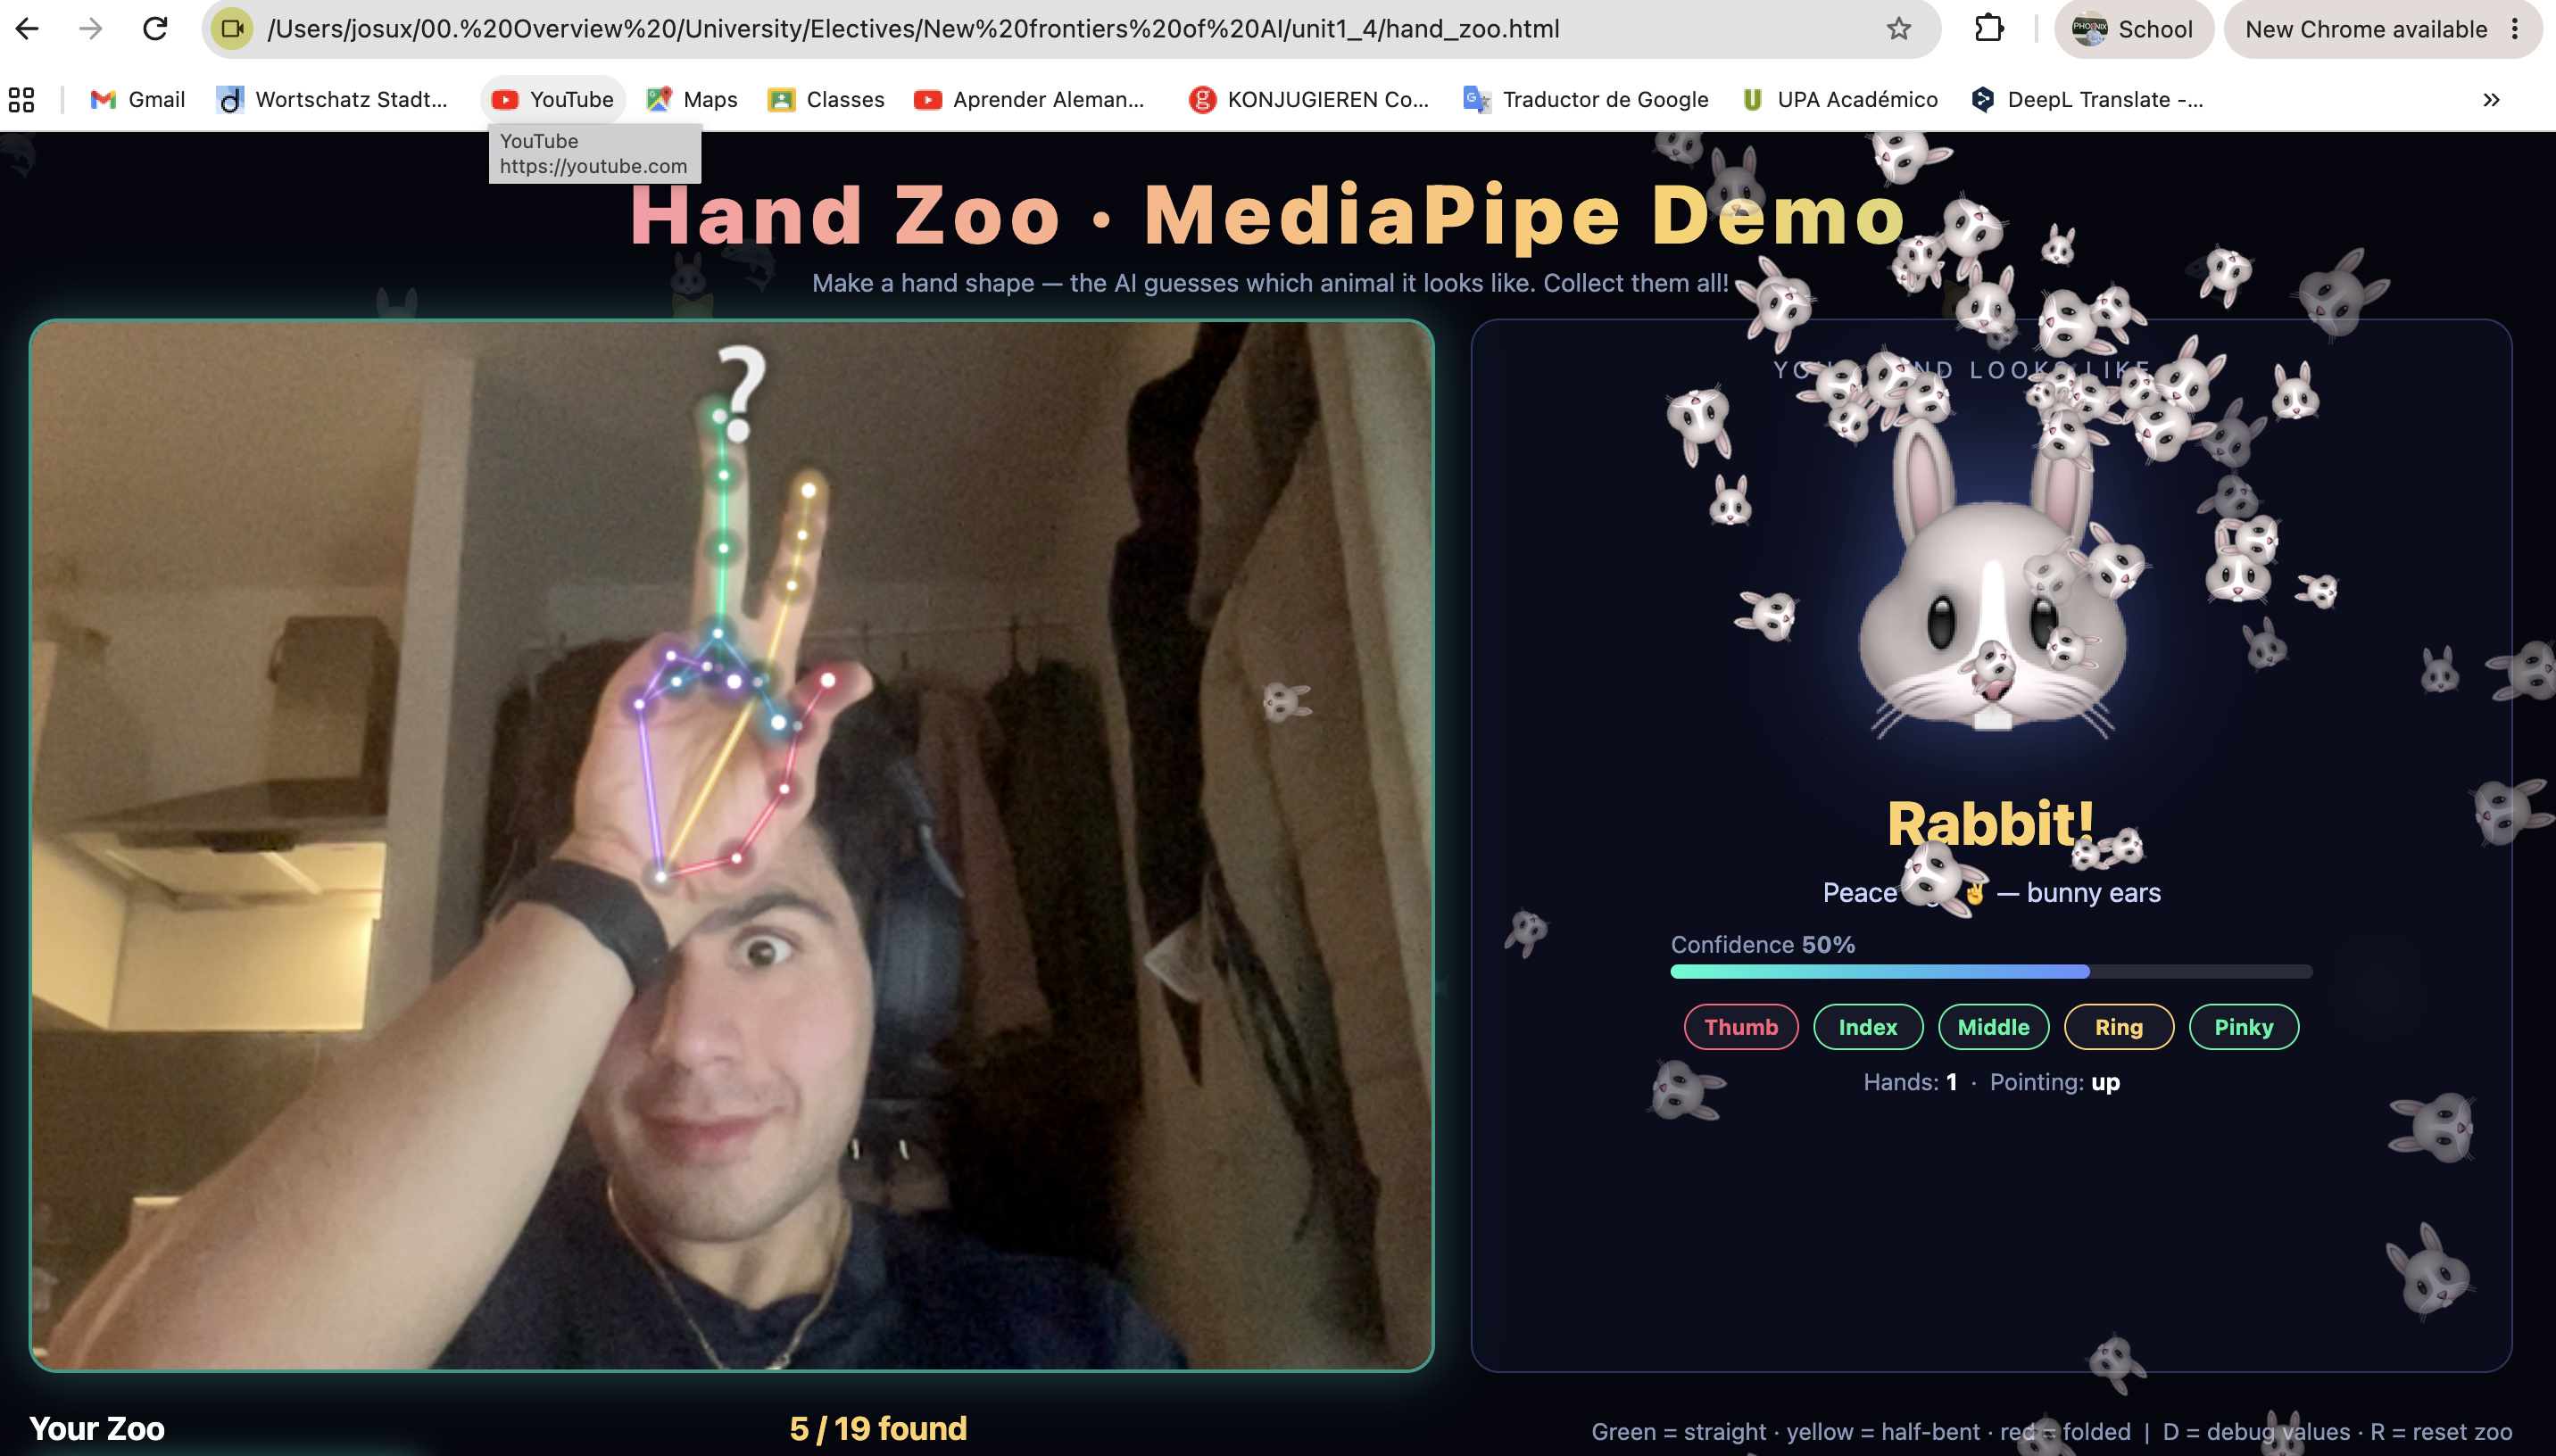 /Users/josux/00.%20Overview%20/University/Electives/New%20frontiers%20of%20AI/unit1_4/hand_zoo.html
School
New Chrome available
Gmail
Wortschatz Stadt...
YouTube
Maps
Classes
Aprender Aleman...
KONJUGIEREN Co...
Traductor de Google
UPA Académico
DeepL Translate -...
YouTube
https://youtube.com
Hand Zoo · MediaPipe Demo
Make a hand shape — the AI guesses which animal it looks like. Collect them all!
?
LOOKS LIKE
Rabbit!
Peace ✌ — bunny ears
Confidence 50%
Thumb
Index
Middle
Ring
Pinky
Hands: 1 · Pointing: up
Your Zoo
5 / 19 found
Green = straight · yellow = half-bent · red = folded | D = debug values · R = reset zoo